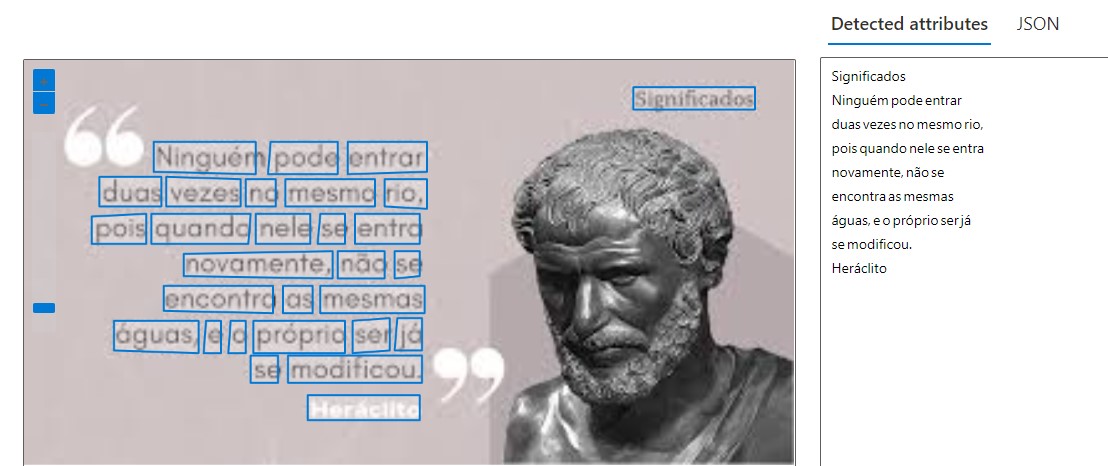 Detected attributes
JSON
Significados
Ninguém pode entrar
duas vezes no mesmo rio,
pois quando nele se entra
novamente, não se
encontra as mesmas
águas, e o próprio ser já
se modificou.
Heráclito
Significados
Ninguém pode entrar
duas vezes no mesmo rio,
pois quando nele se entra
novamente, não se
encontra as mesmas
águas, e o próprio ser já
se modificou.
Heráclito